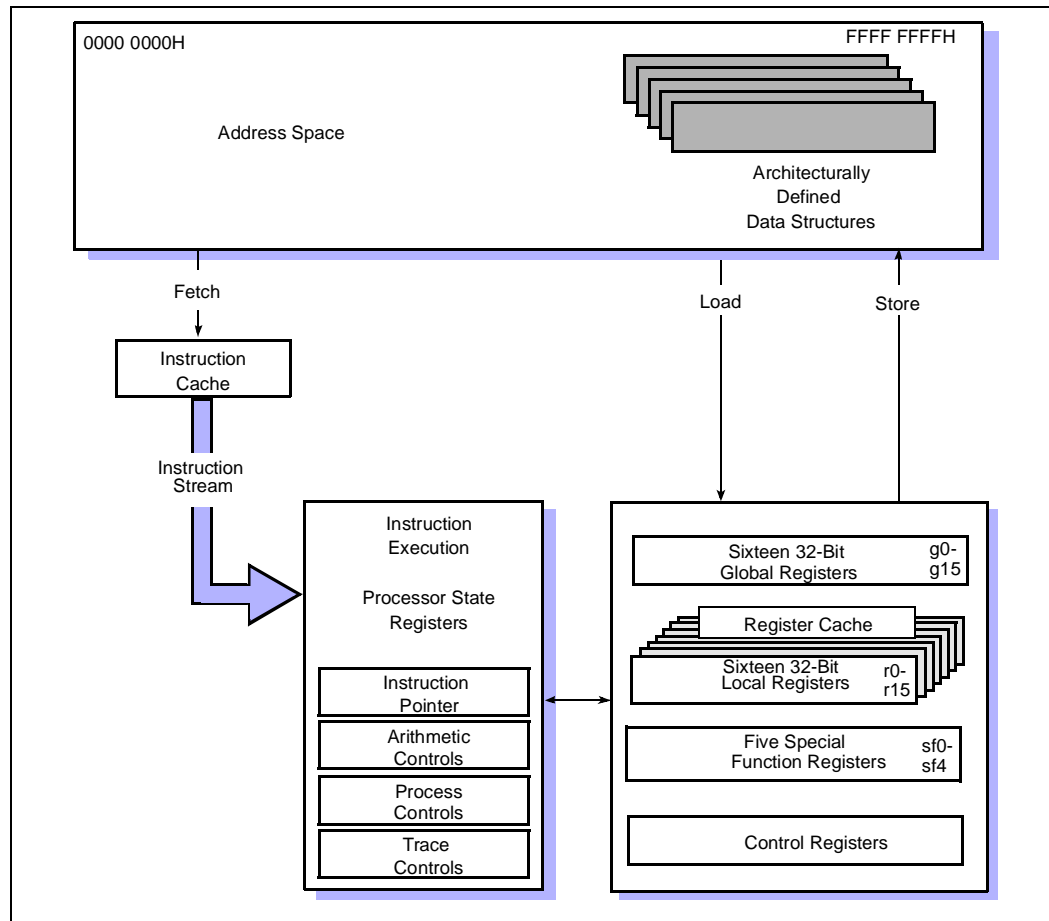 0000 0000H
FFFF FFFFH
Address Space
Architecturally
Defined
Data Structures
Fetch
Load
Store
Instruction
Cache
Instruction
Stream
Instruction
Execution
Processor State
Registers
Instruction
Pointer
Arithmetic
Controls
Process
Controls
Trace
Controls
Sixteen 32-Bit
Global Registers
g0-
g15
Register Cache
Sixteen 32-Bit
Local Registers
r0-
r15
Five Special
Function Registers
sf0-
sf4
Control Registers